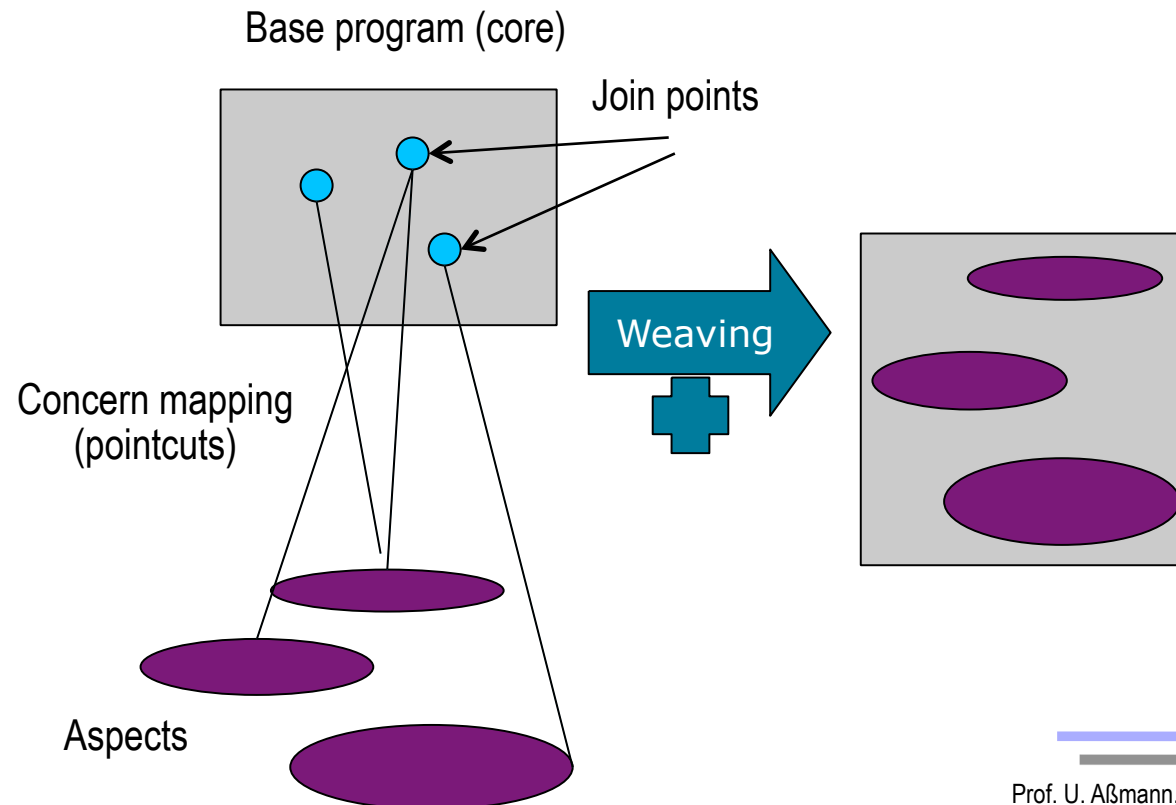 Base program (core)
Join points
Weaving
Concern mapping
(pointcuts)
Aspects
Prof. U. Aßmann,